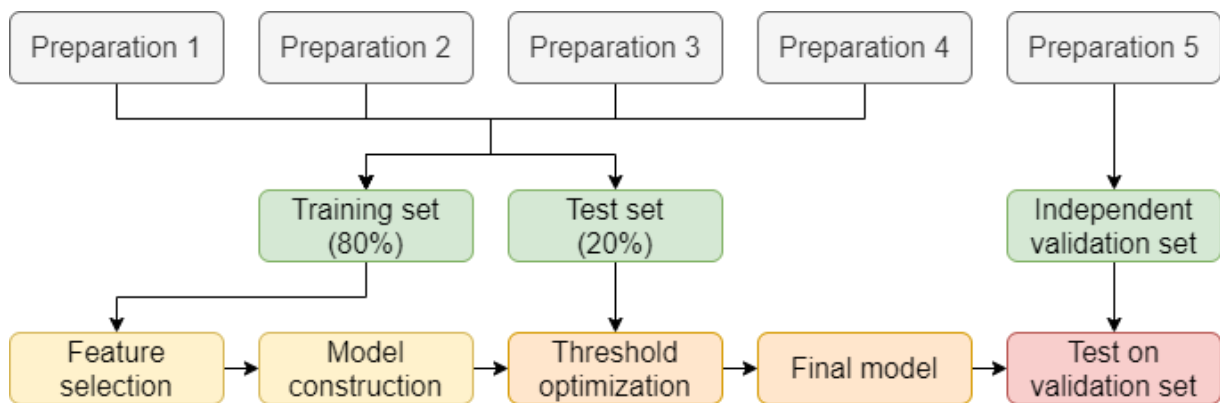 Preparation 1
Preparation 2
Preparation 3
Preparation 4
Preparation 5
Training set
(80%)
Test set
(20%)
Independent
validation set
Feature
selection
Model
construction
Threshold
optimization
Final model
Test on
validation set